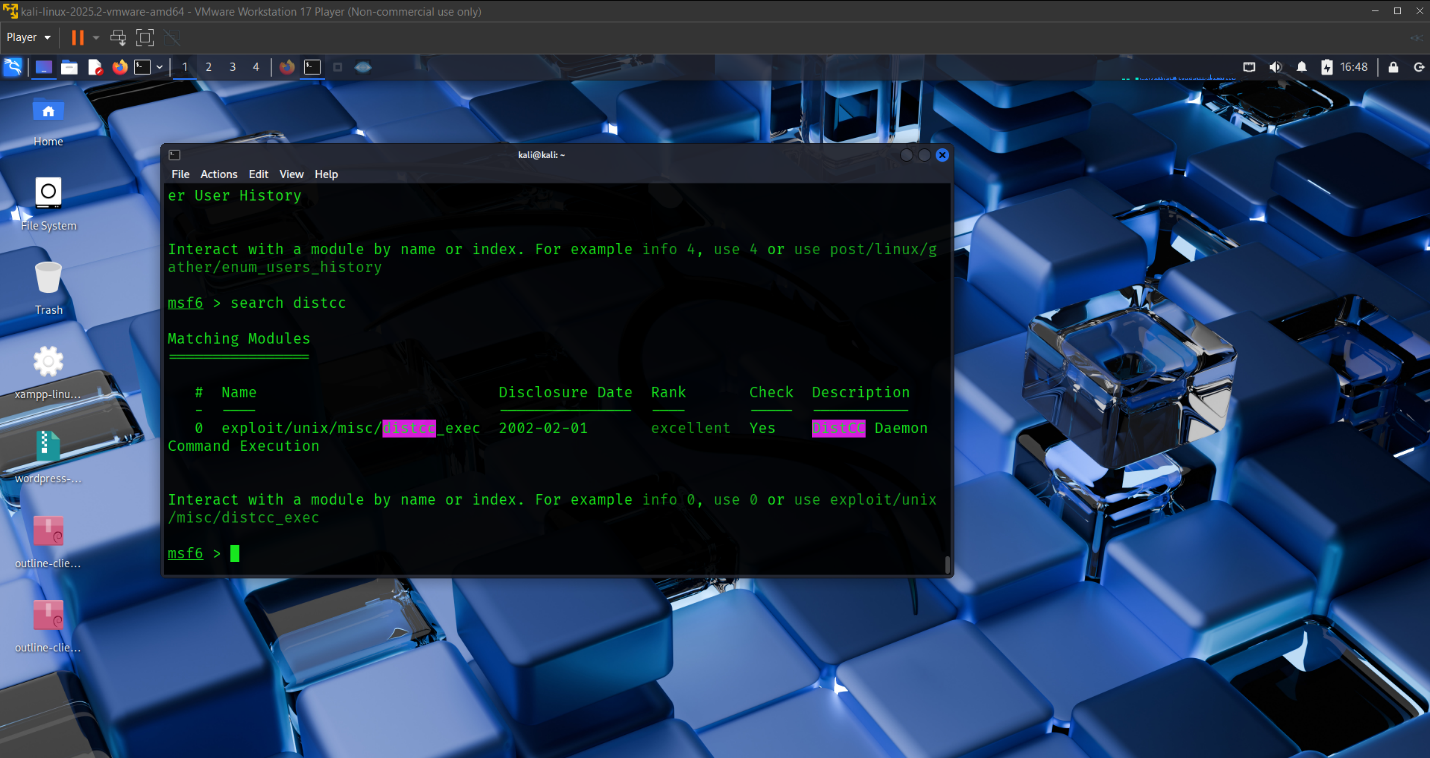 kali-linux-2025.2-vmware-amd64 - VMware Workstation 17 Player (Non-commercial use only)
Player
1 2 3 4
16:48
Home
File System
Trash
xampp-linu...
wordpress-...
outline-clie...
outline-clie...
kali@kali: ~
File Actions Edit View Help
er User History
Interact with a module by name or index. For example info 4, use 4 or use post/linux/g
ather/enum_users_history
msf6 > search distcc
Matching Modules
================
# Name Disclosure Date Rank Check Description
- ---- --------------- ---- ----- -----------
0 exploit/unix/misc/distcc_exec 2002-02-01 excellent Yes DistCC Daemon
Command Execution
Interact with a module by name or index. For example info 0, use 0 or use exploit/unix
/misc/distcc_exec
msf6 >